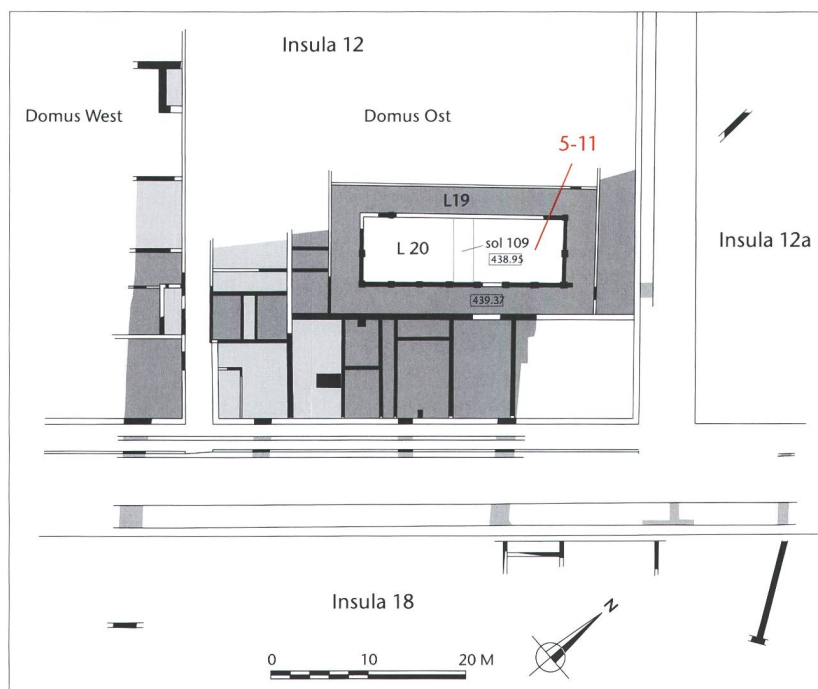 Insula 12
Domus West
Domus Ost
5-11
L19
L 20
sol 109
438.95
Insula 12a
439.37
Insula 18
N
0 10 20 M